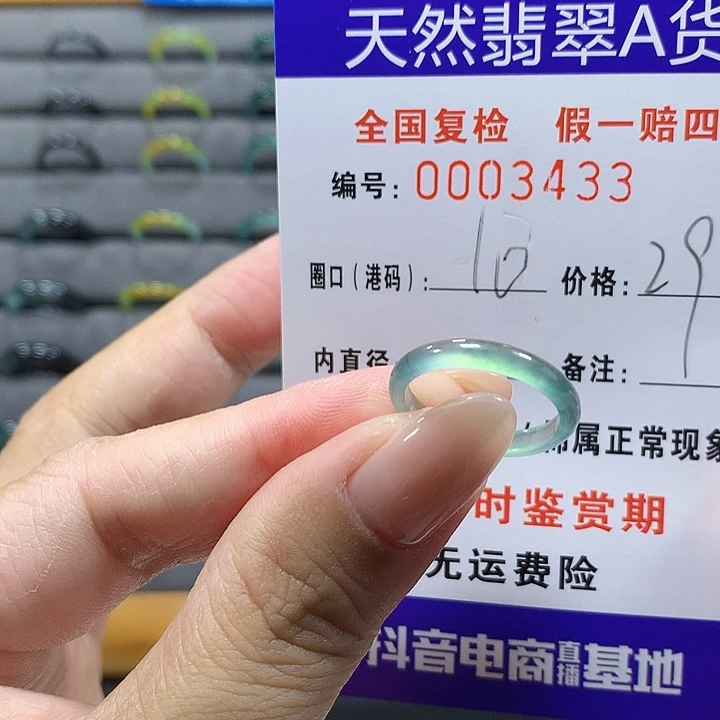 天然翡翠A货
全国复检 假一赔四
编号: 0003433
圈口(港码): 价格: 29
内直径 备注:
属正常现象
时鉴赏期
无运费险
抖音电商直播基地